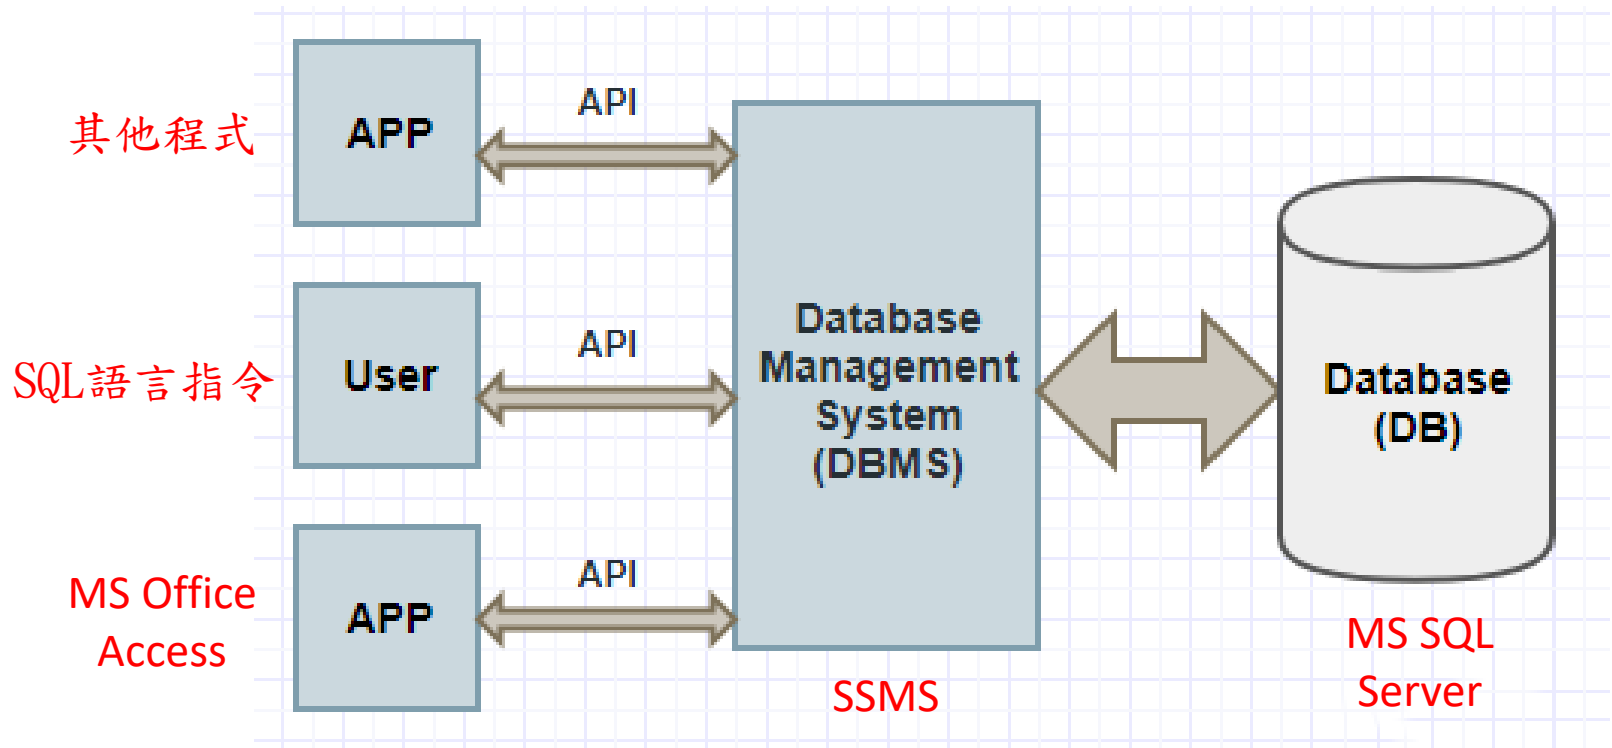 其他程式
APP
API
SQL語言指令
User
API
MS Office
Access
APP
API
Database
Management
System
(DBMS)
SSMS
Database
(DB)
MS SQL
Server